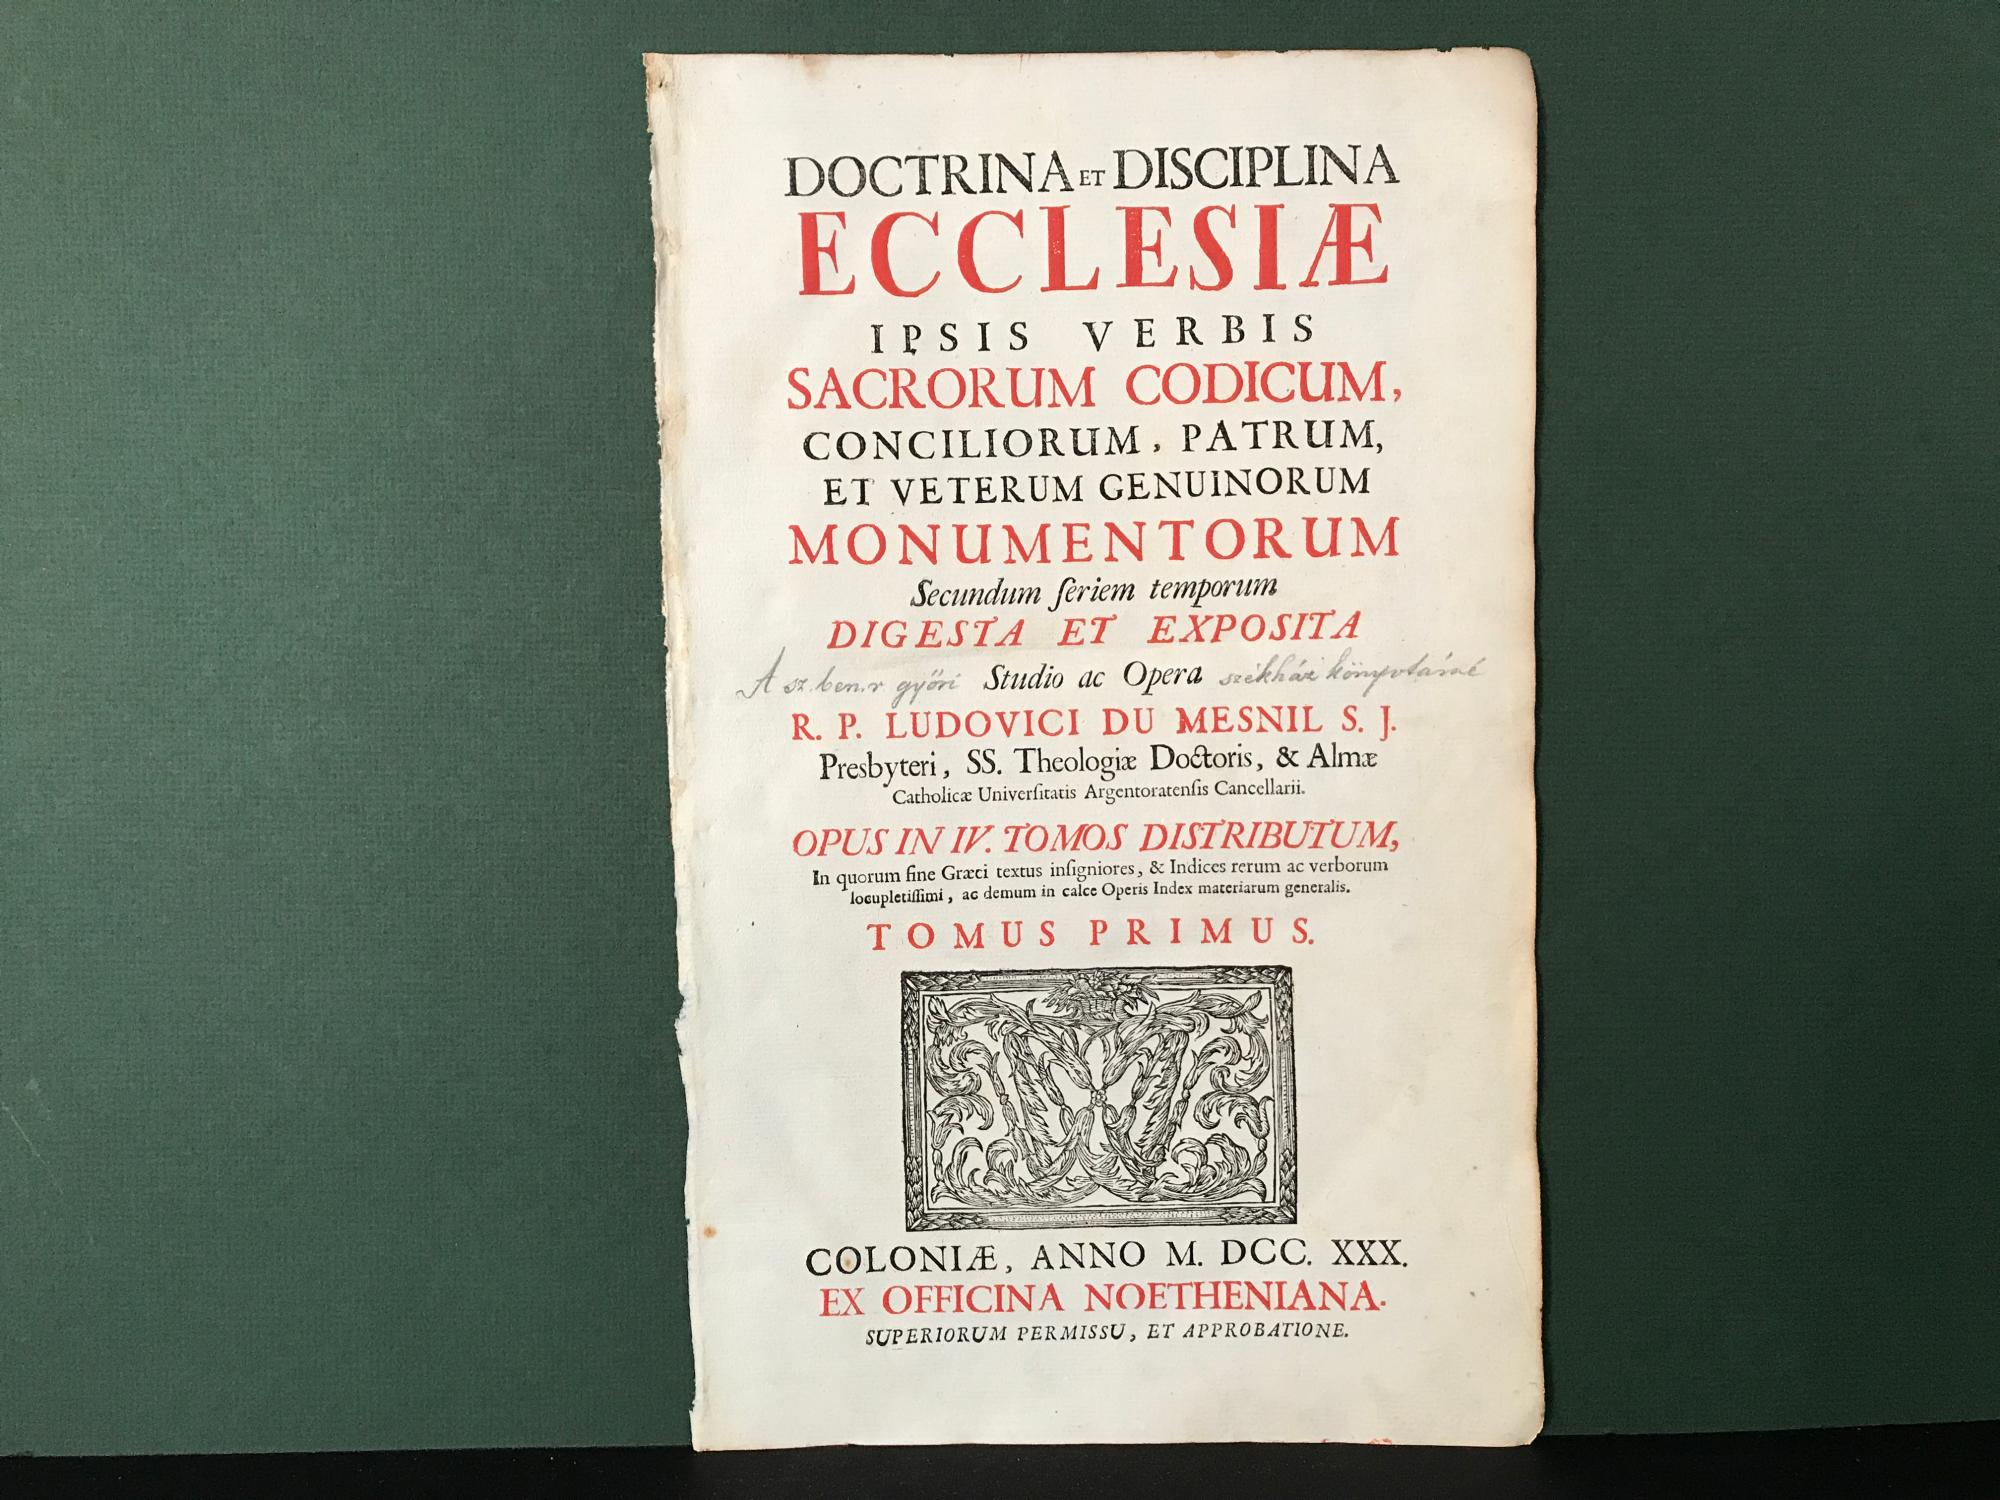 DOCTRINA ET DISCIPLINA
ECCLESIÆ
IPSIS VERBIS
SACRORUM CODICUM,
CONCILIORUM, PATRUM,
ET VETERUM GENUINORUM
MONUMENTORUM
Secundum ſeriem temporum
DIGESTA ET EXPOSITA
A sz. ben. r győri Studio ac Opera székház könyvtáráé
R. P. LUDOVICI DU MESNIL S. J.
Presbyteri, SS. Theologiæ Doctoris, & Almæ
Catholicæ Univerſitatis Argentoratenſis Cancellarii.
OPUS IN IV. TOMOS DISTRIBUTUM,
In quorum fine Græci textus inſigniores, & Indices rerum ac verborum
locupletiſſimi, ac demum in calce Operis Index materiarum generalis.
TOMUS PRIMUS.
COLONIÆ, ANNO M. DCC. XXX.
EX OFFICINA NOETHENIANA.
SUPERIORUM PERMISSU, ET APPROBATIONE.